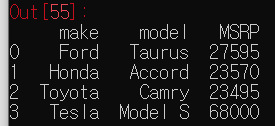 Out[55]:
make model MSRP
0 Ford Taurus 27595
1 Honda Accord 23570
2 Toyota Camry 23495
3 Tesla Model S 68000